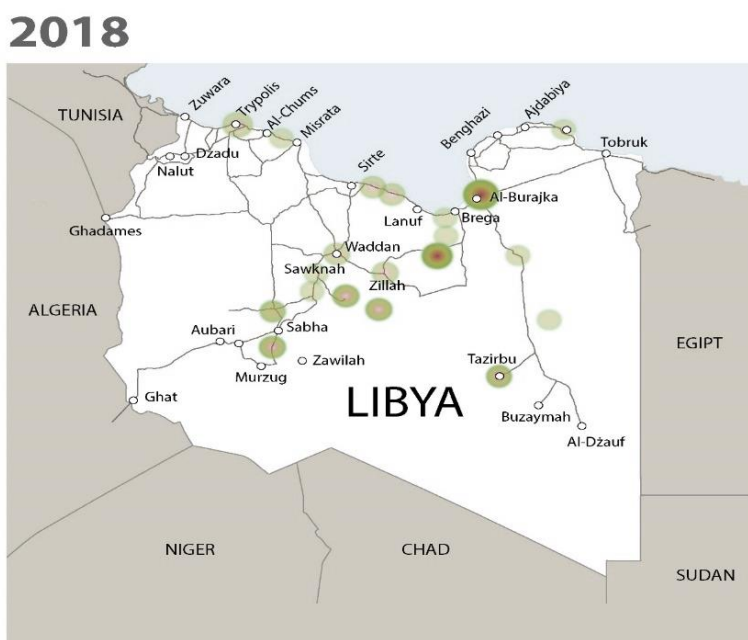 2018
TUNISIA
Zuwara
Trypolis
Al-Chums
Misrata
Ajdabiya
Benghazi
Tobruk
Dżadu
Nalut
Sirte
Al-Burajka
Lanuf
Brega
Ghadames
Waddan
Sawknah
Zillah
ALGERIA
Aubari
Sabha
EGIPT
Zawilah
Murzug
Tazirbu
Ghat
LIBYA
Buzaymah
Al-Dżauf
NIGER
CHAD
SUDAN